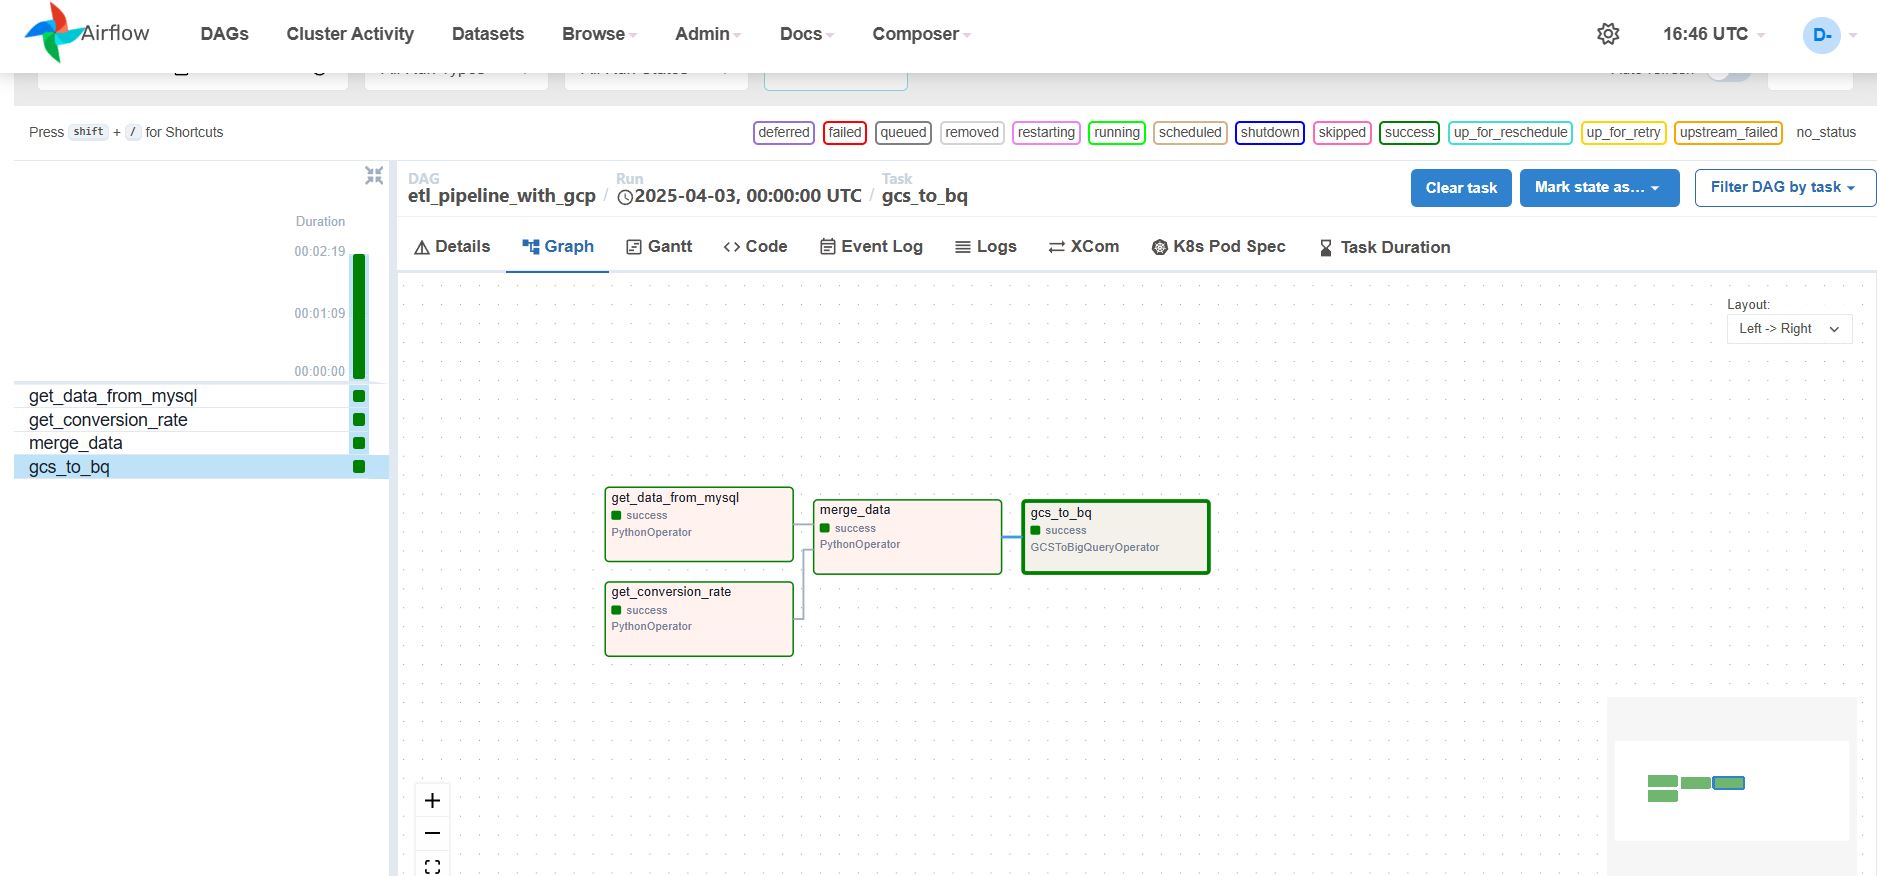 Airflow
DAGs
Cluster Activity
Datasets
Browse
Admin
Docs
Composer
16:46 UTC
D-
Press shift + / for Shortcuts
deferred
failed
queued
removed
restarting
running
scheduled
shutdown
skipped
success
up_for_reschedule
up_for_retry
upstream_failed
no_status
Duration
00:02:19
00:01:09
00:00:00
get_data_from_mysql
get_conversion_rate
merge_data
gcs_to_bq
DAG
etl_pipeline_with_gcp
/
Run
2025-04-03, 00:00:00 UTC
/
Task
gcs_to_bq
Clear task
Mark state as...
Filter DAG by task
Details
Graph
Gantt
Code
Event Log
Logs
XCom
K8s Pod Spec
Task Duration
Layout:
Left -> Right
get_data_from_mysql
success
PythonOperator
merge_data
success
PythonOperator
gcs_to_bq
success
GCSToBigQueryOperator
get_conversion_rate
success
PythonOperator